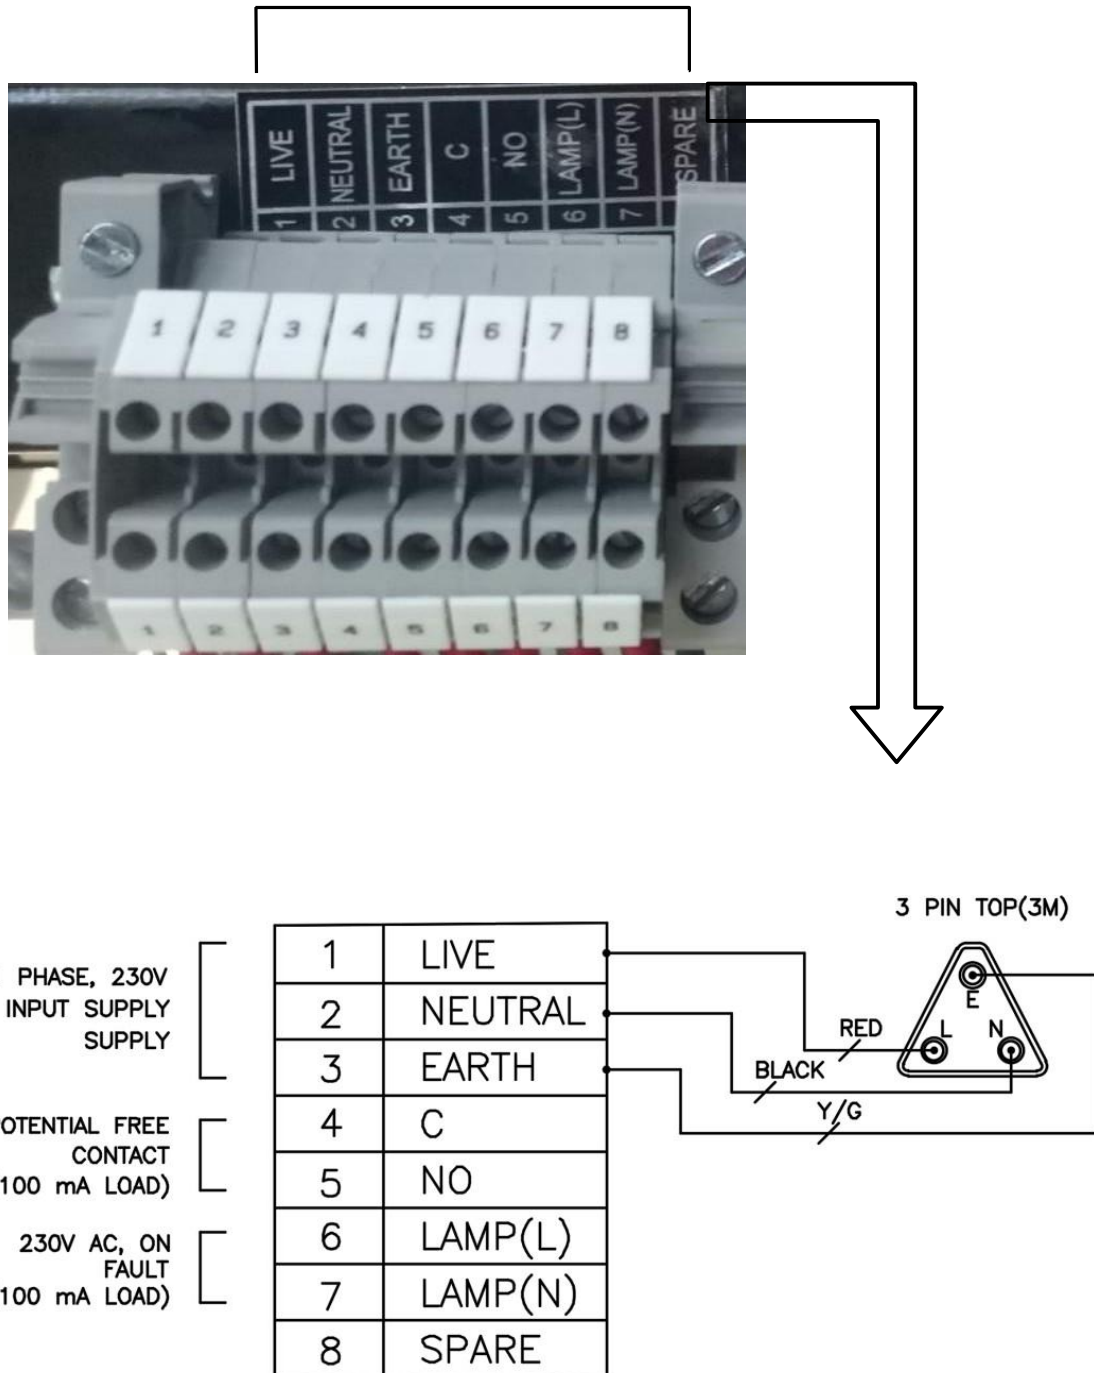 LIVE
NEUTRAL
EARTH
C
NO
LAMP(L)
LAMP(N)
SPARE
1
2
3
4
5
6
7
1 2 3 4 5 6 7 8
1 2 3 4 5 6 7 8
3 PIN TOP(3M)
E
L N
RED
BLACK
Y/G
PHASE, 230V
INPUT SUPPLY
SUPPLY
OTENTIAL FREE
CONTACT
100 mA LOAD)
230V AC, ON
FAULT
100 mA LOAD)
1 LIVE
2 NEUTRAL
3 EARTH
4 C
5 NO
6 LAMP(L)
7 LAMP(N)
8 SPARE